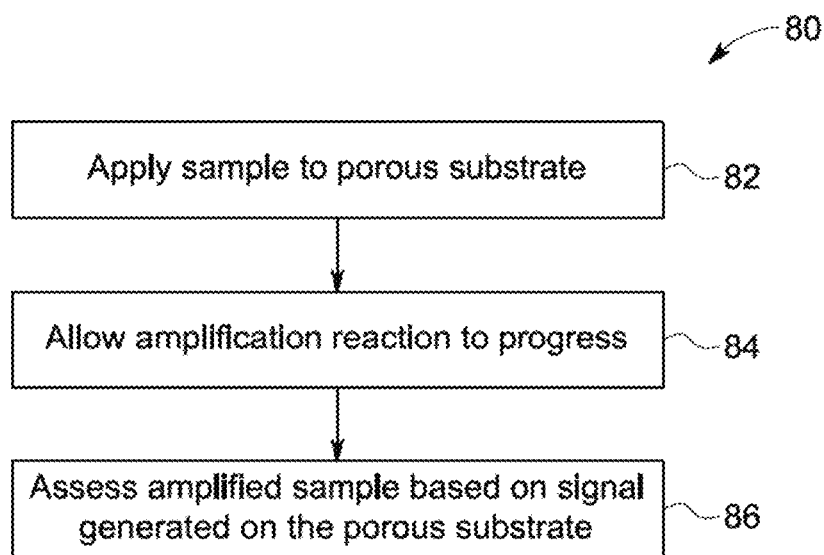 80
Apply sample to porous substrate
82
Allow amplification reaction to progress
84
Assess amplified sample based on signal
generated on the porous substrate
86